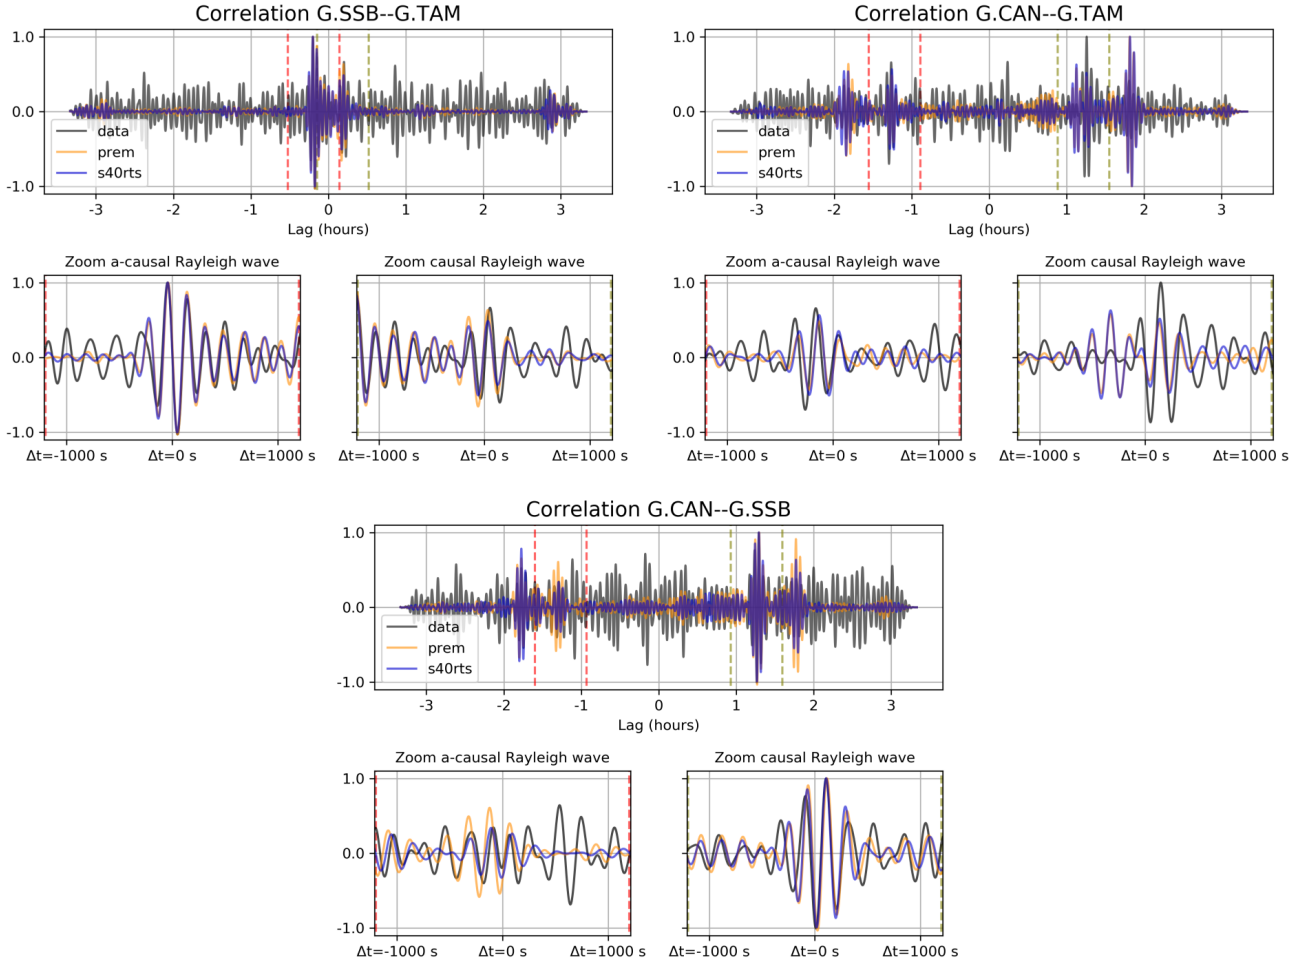 Correlation G.SSB--G.TAM
1.0
0.0
-1.0
data
prem
s40rts
-3 -2 -1 0 1 2 3
Lag (hours)
Zoom a-causal Rayleigh wave
1.0
0.0
-1.0
Δt=-1000 s Δt=0 s Δt=1000 s
Zoom causal Rayleigh wave
Δt=-1000 s Δt=0 s Δt=1000 s
Correlation G.CAN--G.TAM
1.0
0.0
-1.0
data
prem
s40rts
-3 -2 -1 0 1 2 3
Lag (hours)
Zoom a-causal Rayleigh wave
1.0
0.0
-1.0
Δt=-1000 s Δt=0 s Δt=1000 s
Zoom causal Rayleigh wave
Δt=-1000 s Δt=0 s Δt=1000 s
Correlation G.CAN--G.SSB
1.0
0.0
-1.0
data
prem
s40rts
-3 -2 -1 0 1 2 3
Lag (hours)
Zoom a-causal Rayleigh wave
1.0
0.0
-1.0
Δt=-1000 s Δt=0 s Δt=1000 s
Zoom causal Rayleigh wave
Δt=-1000 s Δt=0 s Δt=1000 s